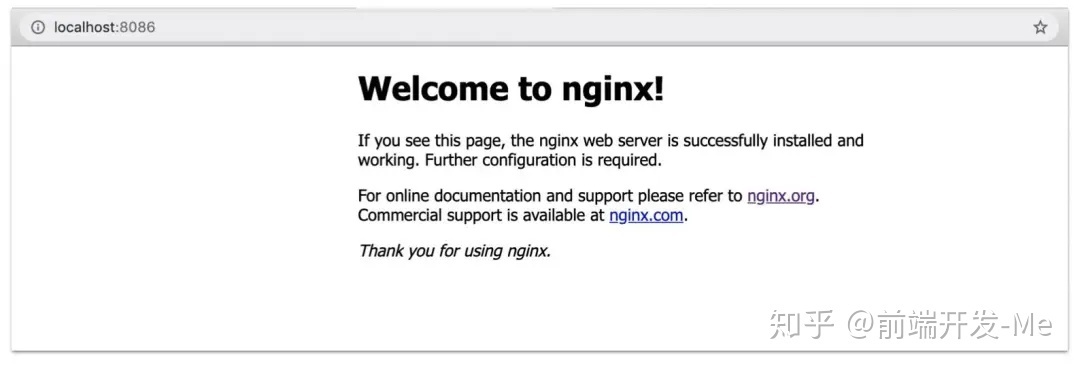 localhost:8086
Welcome to nginx!
If you see this page, the nginx web server is successfully installed and
working. Further configuration is required.
For online documentation and support please refer to nginx.org.
Commercial support is available at nginx.com.
Thank you for using nginx.
知乎 @前端开发-Me